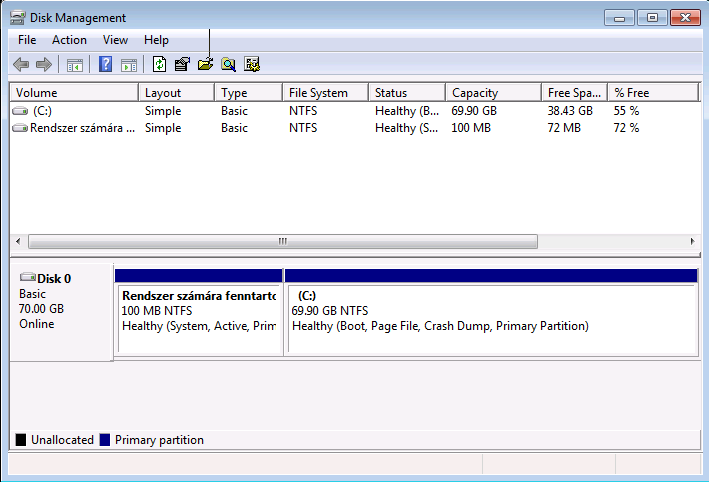 Disk Management
File Action View Help
Volume Layout Type File System Status Capacity Free Spa... % Free
(C:) Simple Basic NTFS Healthy (B... 69.90 GB 38.43 GB 55 %
Rendszer számára ... Simple Basic NTFS Healthy (S... 100 MB 72 MB 72 %
Disk 0
Basic
70.00 GB
Online
Rendszer számára fenntarto
100 MB NTFS
Healthy (System, Active, Prim
(C:)
69.90 GB NTFS
Healthy (Boot, Page File, Crash Dump, Primary Partition)
Unallocated Primary partition